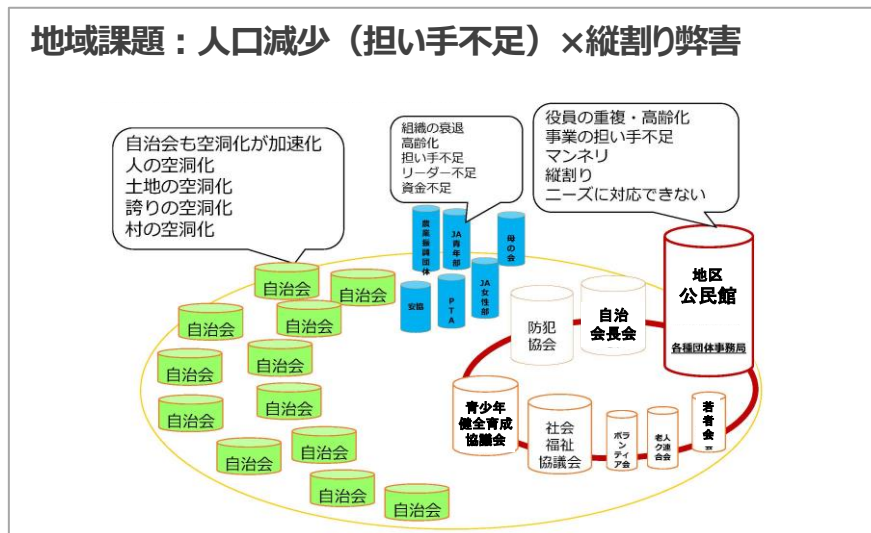 地域課題：人口減少（担い手不足）×縦割り弊害
自治会も空洞化が加速化
人の空洞化
土地の空洞化
誇りの空洞化
村の空洞化
組織の衰退
高齢化
担い手不足
リーダー不足
資金不足
役員の重複・高齢化
事業の担い手不足
マンネリ
縦割り
ニーズに対応できない
自治会
自治会
自治会
自治会
自治会
自治会
自治会
自治会
自治会
自治会
自治会
自治会
農業振興団体
JA青年部
母の会
安協
PTA
JA女性部
地区
公民館
各種団体事務局
防犯
協会
自治
会長会
青少年
健全育成
協議会
社会
福祉
協議会
ボランティア会
老人ク連合会
若者会